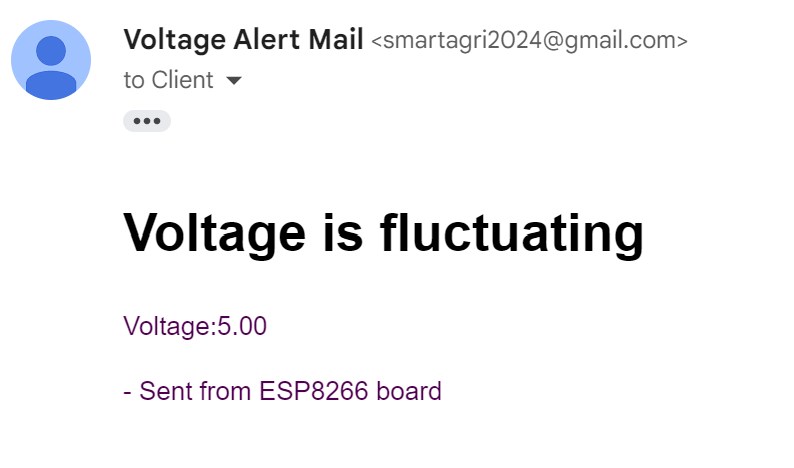 Voltage Alert Mail <smartagri2024@gmail.com>
to Client
Voltage is fluctuating
Voltage:5.00
- Sent from ESP8266 board